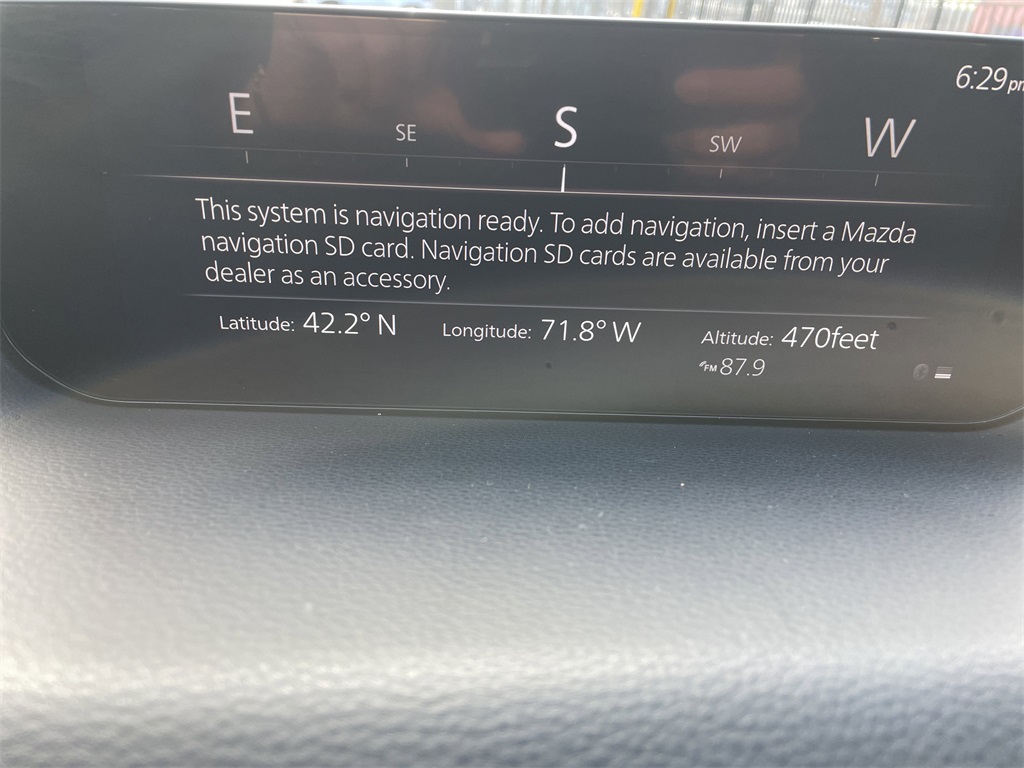 6:29pm
E SE S SW W
This system is navigation ready. To add navigation, insert a Mazda
navigation SD card. Navigation SD cards are available from your
dealer as an accessory.
Latitude: 42.2° N Longitude: 71.8° W Altitude: 470feet
FM 87.9